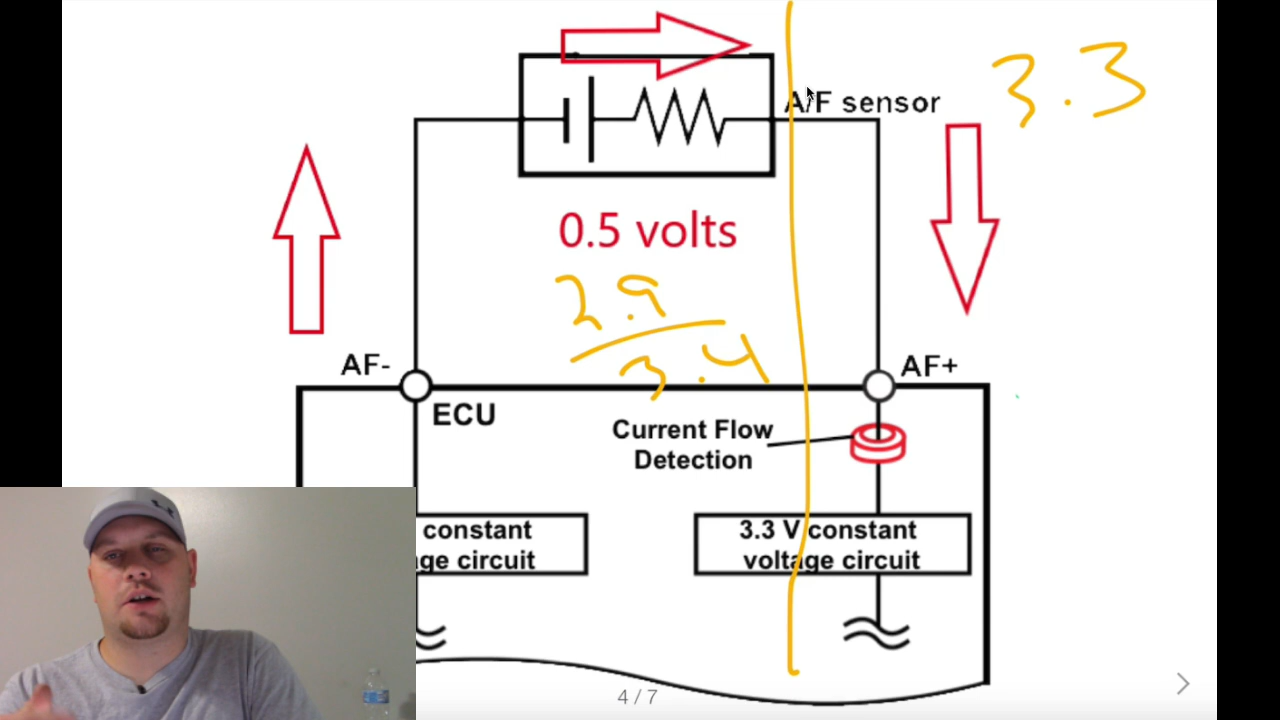 3.3
A/F sensor
0.5 volts
2.9
3.4
AF-
AF+
ECU
Current Flow
Detection
constant
age circuit
3.3 V constant
voltage circuit
4 / 7